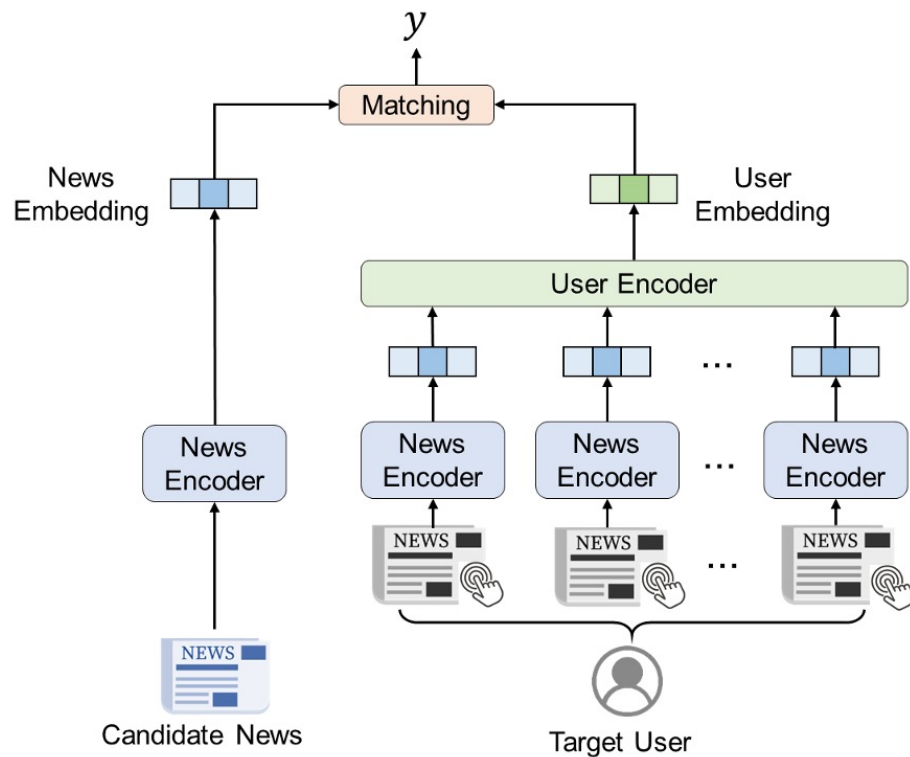 y
Matching
News
Embedding
User
Embedding
User Encoder
...
News
Encoder
News
Encoder
News
Encoder
...
News
Encoder
NEWS
NEWS
...
NEWS
NEWS
Candidate News
Target User